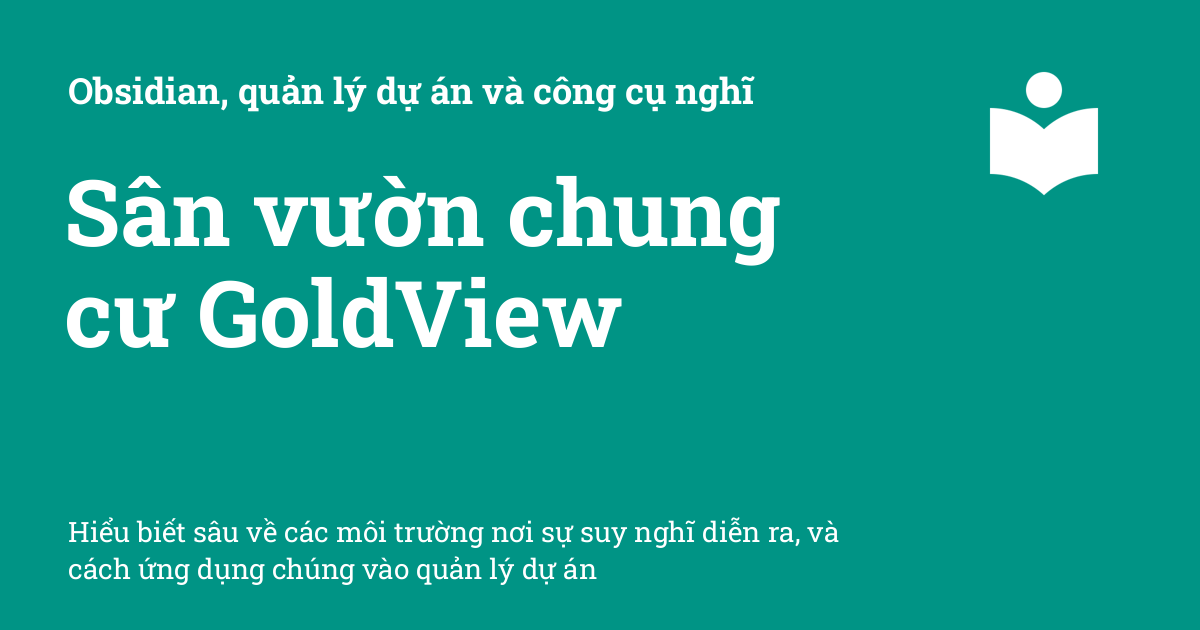 Obsidian, quản lý dự án và công cụ nghĩ
Sân vườn chung
cư GoldView
Hiểu biết sâu về các môi trường nơi sự suy nghĩ diễn ra, và
cách ứng dụng chúng vào quản lý dự án